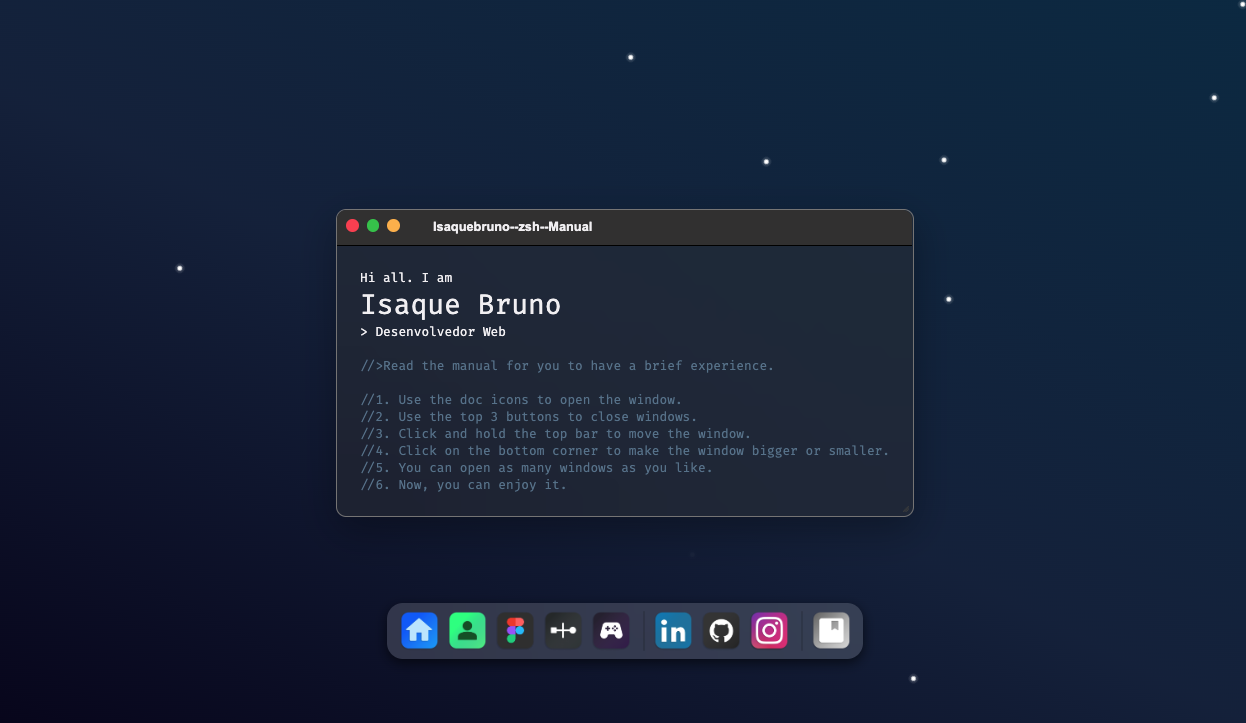 Isaquebruno--zsh--Manual
Hi all. I am
Isaque Bruno
> Desenvolvedor Web
//>Read the manual for you to have a brief experience.
//1. Use the doc icons to open the window.
//2. Use the top 3 buttons to close windows.
//3. Click and hold the top bar to move the window.
//4. Click on the bottom corner to make the window bigger or smaller.
//5. You can open as many windows as you like.
//6. Now, you can enjoy it.
in